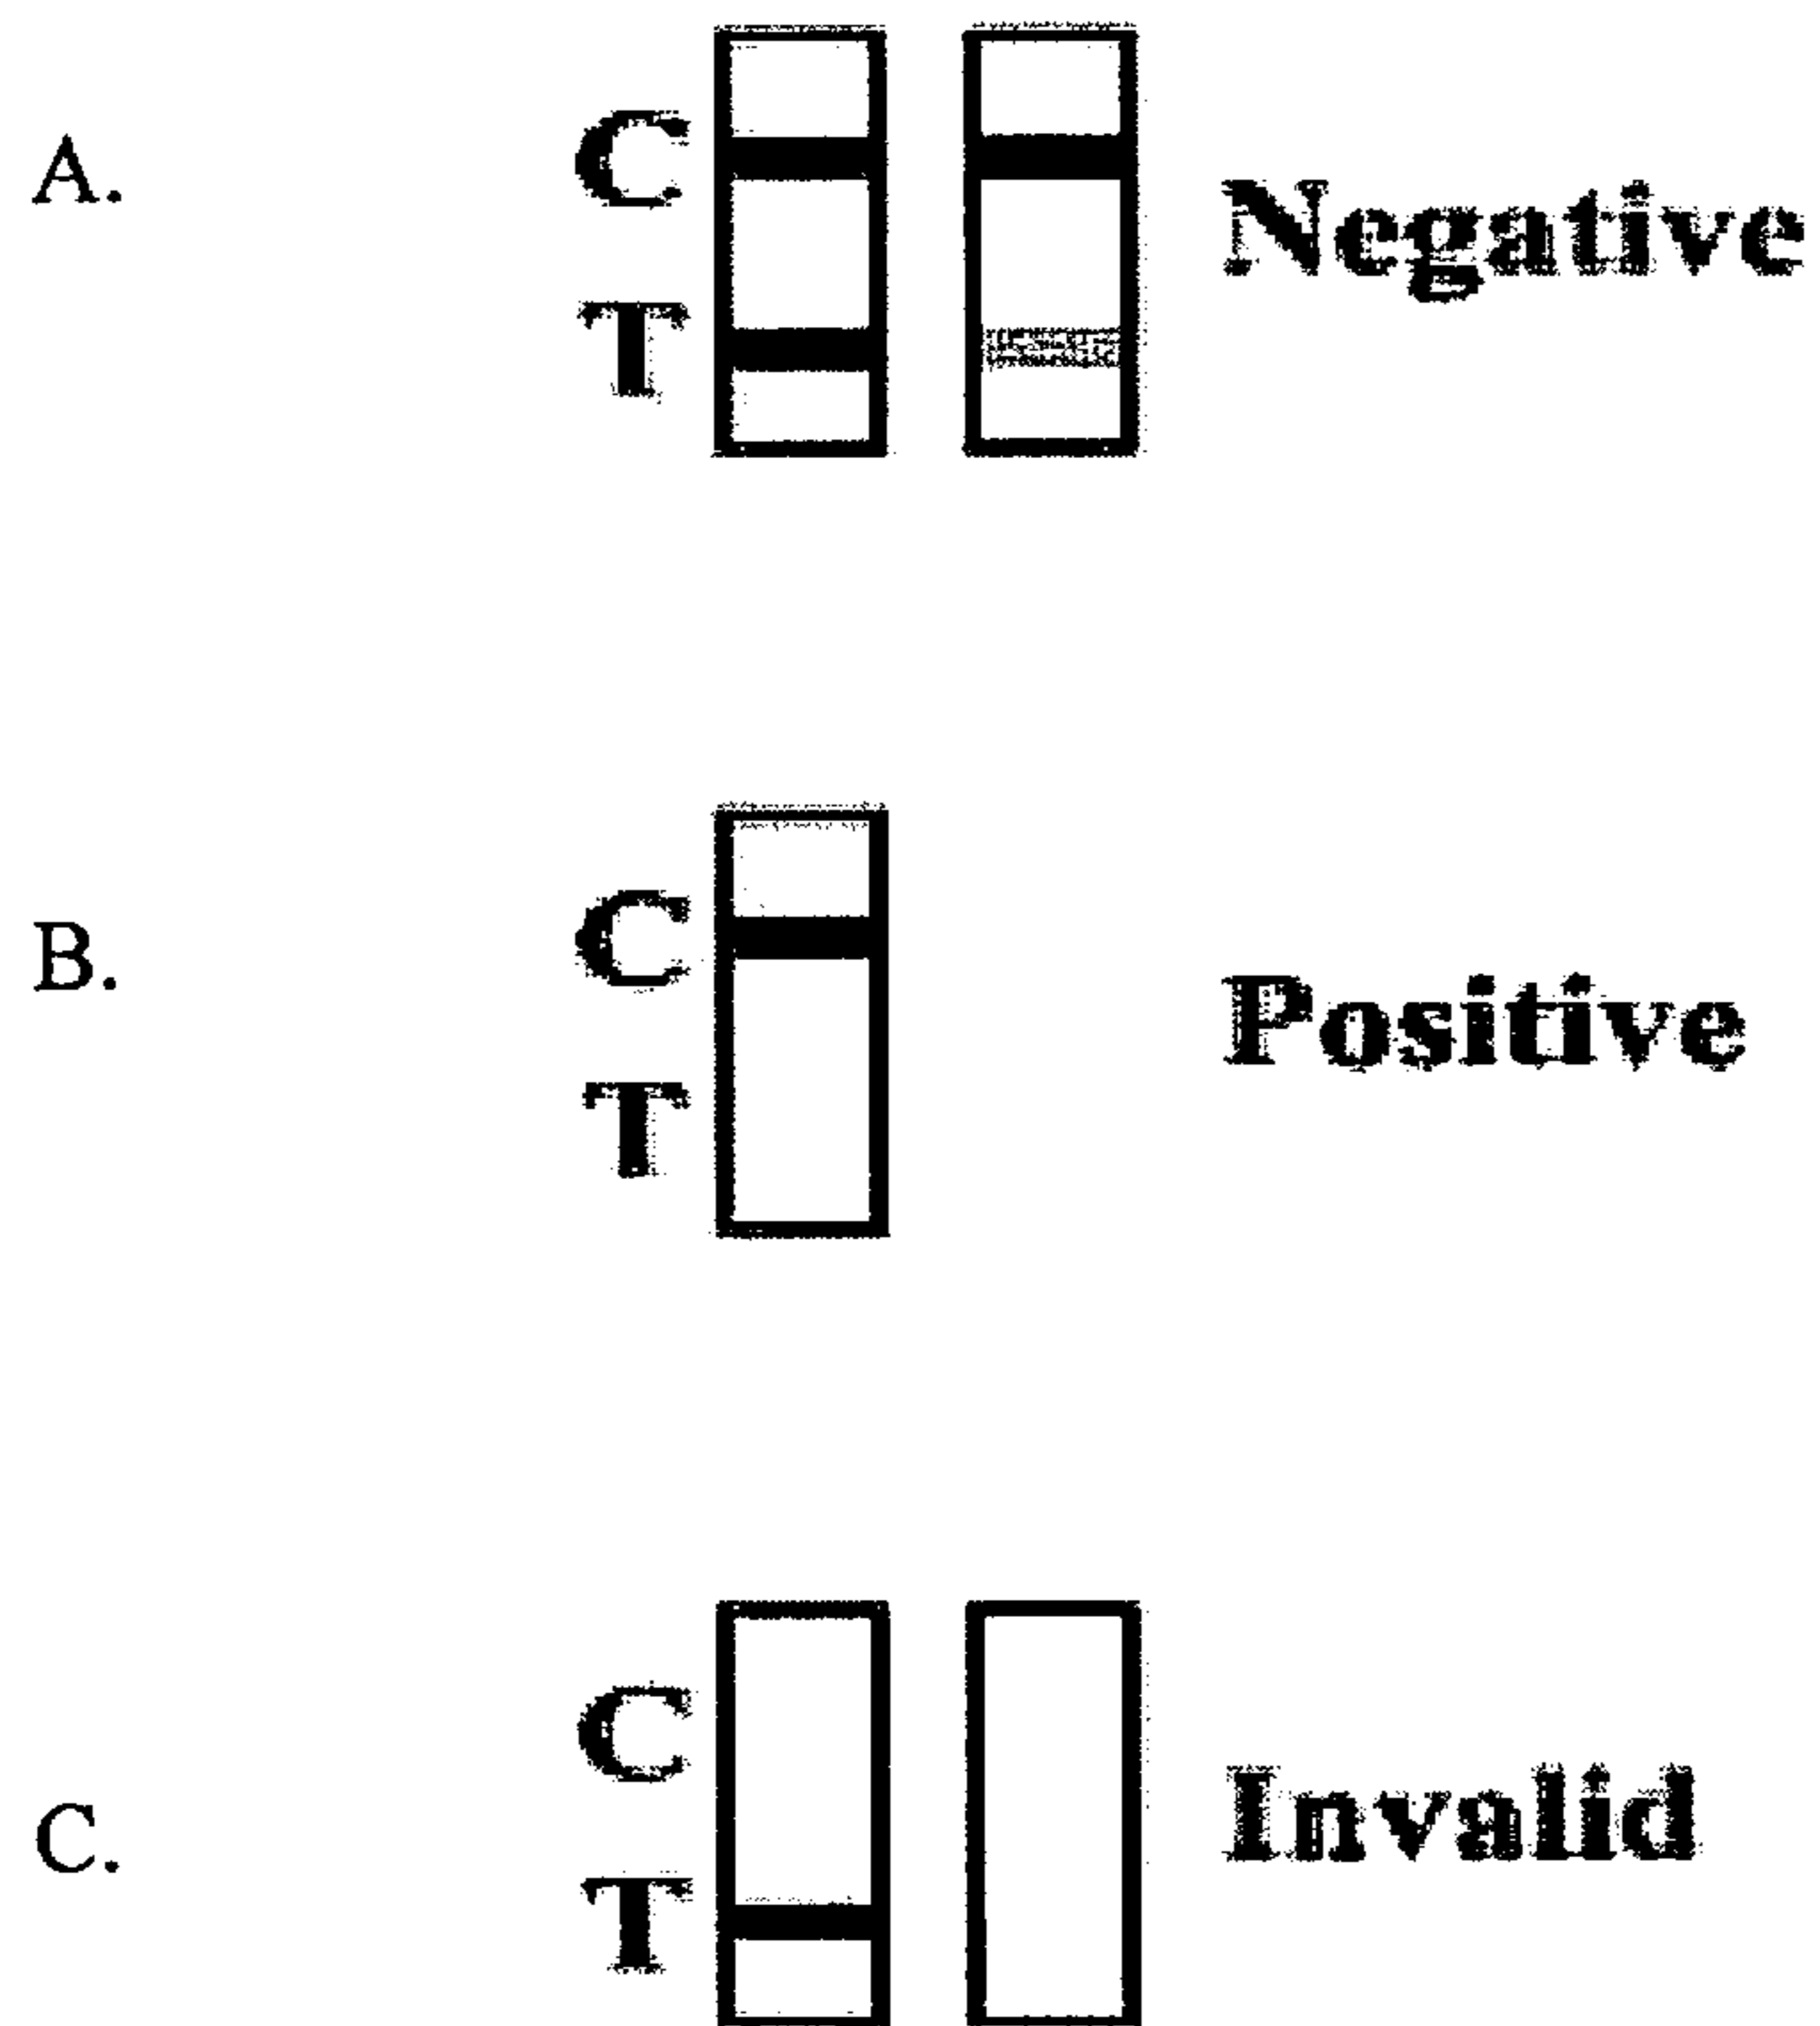 A.
C
T
Negative
B.
C
T
Positive
C.
C
T
Invalid